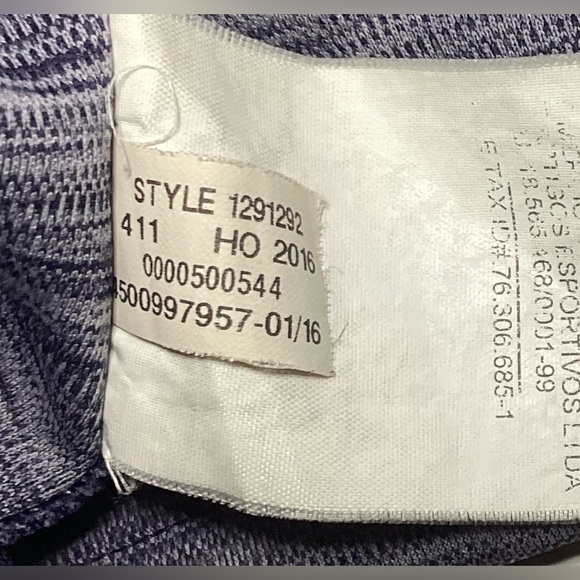 STYLE 1291292
411 HO 2016
0000500544
4500997957-01/16
ESPORTIVOS LTDA
468/0001-99
E TAX ID# 76.306.685-1